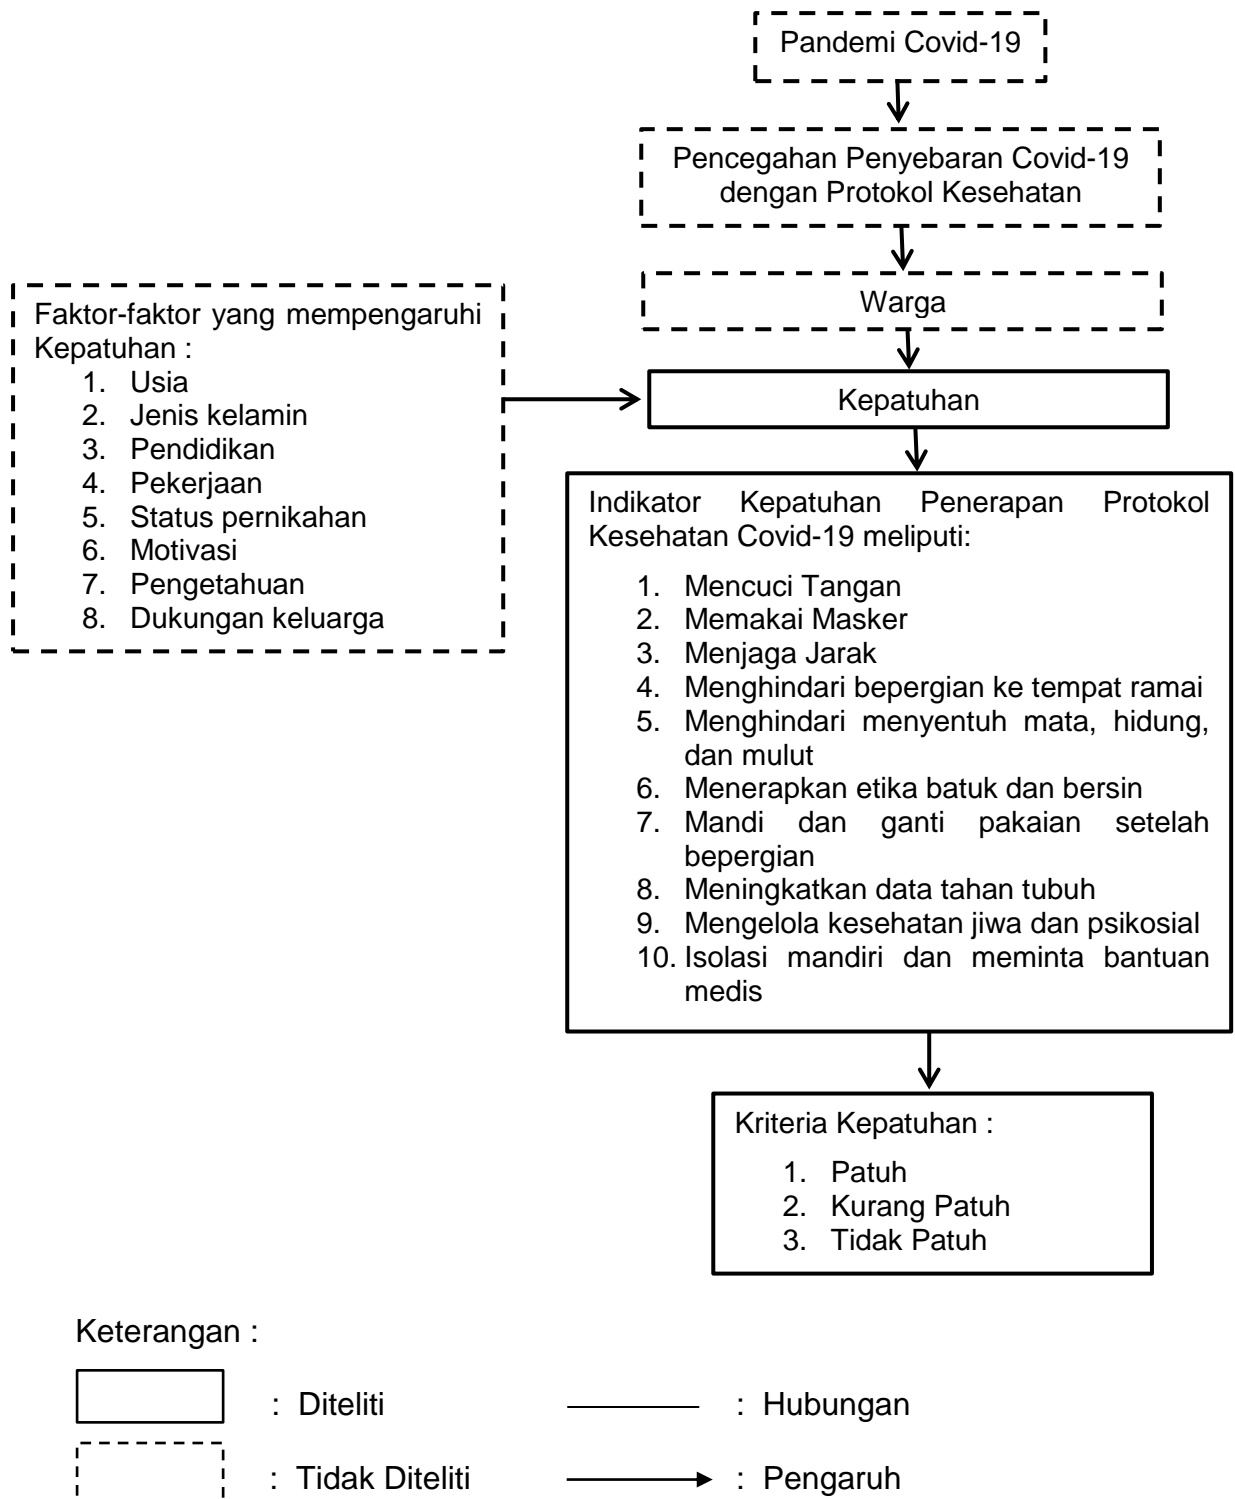 Pandemi Covid-19
Pencegahan Penyebaran Covid-19
dengan Protokol Kesehatan
Warga
Faktor-faktor yang mempengaruhi
Kepatuhan :
1. Usia
2. Jenis kelamin
3. Pendidikan
4. Pekerjaan
5. Status pernikahan
6. Motivasi
7. Pengetahuan
8. Dukungan keluarga
Kepatuhan
Indikator Kepatuhan Penerapan Protokol
Kesehatan Covid-19 meliputi:
1. Mencuci Tangan
2. Memakai Masker
3. Menjaga Jarak
4. Menghindari bepergian ke tempat ramai
5. Menghindari menyentuh mata, hidung,
dan mulut
6. Menerapkan etika batuk dan bersin
7. Mandi dan ganti pakaian setelah
bepergian
8. Meningkatkan data tahan tubuh
9. Mengelola kesehatan jiwa dan psikosial
10. Isolasi mandiri dan meminta bantuan
medis
Kriteria Kepatuhan :
1. Patuh
2. Kurang Patuh
3. Tidak Patuh
Keterangan :
: Diteliti
: Hubungan
: Tidak Diteliti
: Pengaruh